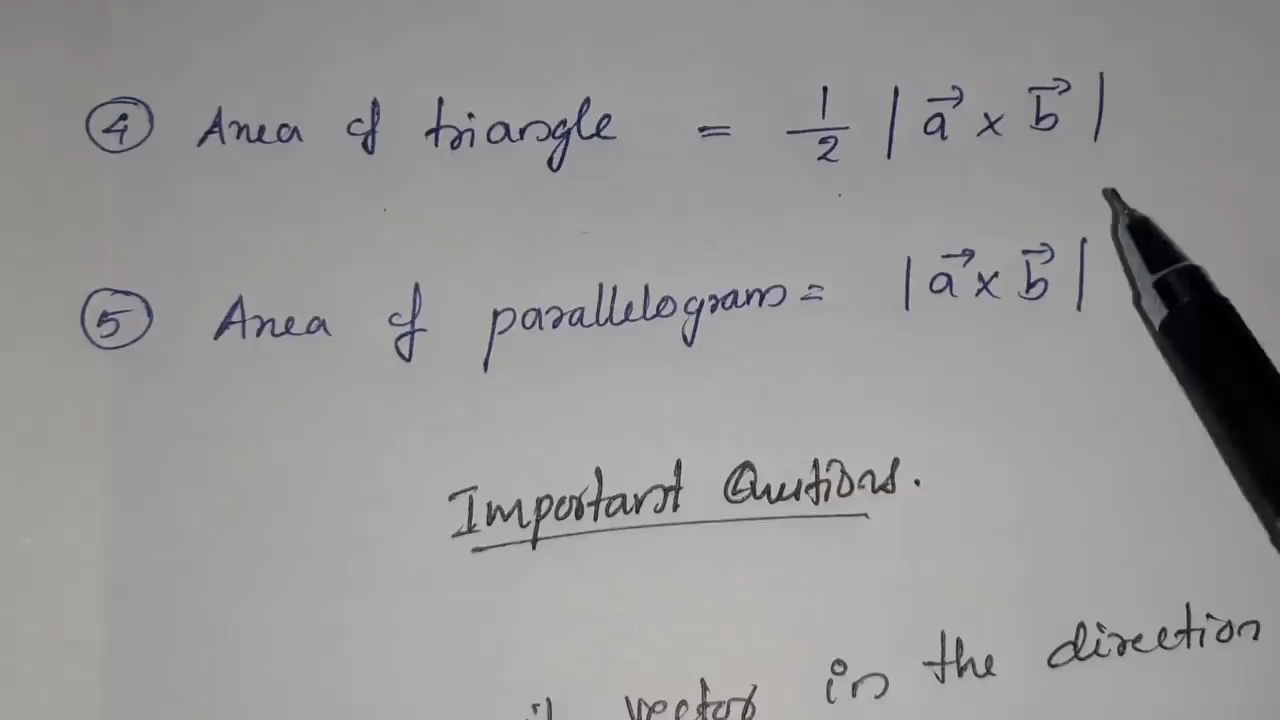 ④ Area of triangle = 1/2 |a⃗ × b⃗|
⑤ Area of parallelogram = |a⃗ × b⃗|
Important Questions.
vector in the direction